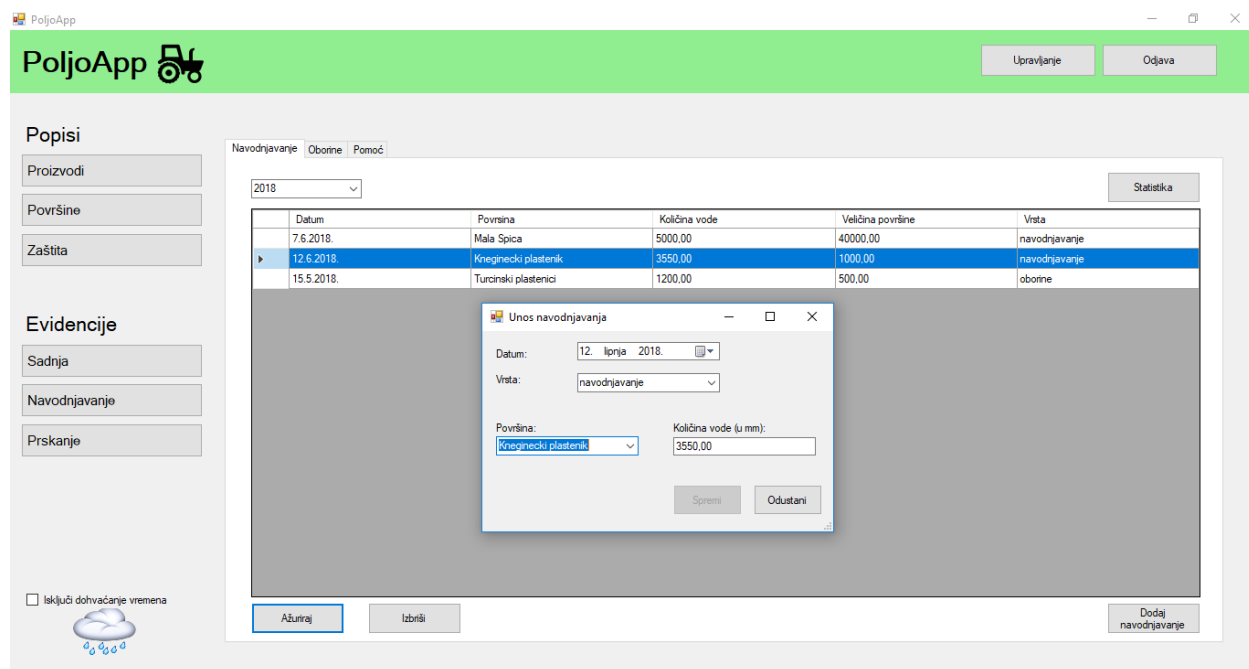 PoljoApp
PoljoApp
Upravljanje
Odjava
Popisi
Proizvodi
Površine
Zaštita
Evidencije
Sadnja
Navodnjavanje
Prskanje
Isključi dohvaćanje vremena
Navodnjavanje Oborine Pomoć
2018
Statistika
Datum Povrsina Količina vode Veličina površine Vrsta
7.6.2018. Mala Spica 5000,00 40000,00 navodnjavanje
12.6.2018. Kneginecki plastenik 3550,00 1000,00 navodnjavanje
15.5.2018. Turcinski plastenici 1200,00 500,00 oborine
Unos navodnjavanja
Datum: 12. lipnja 2018.
Vrsta: navodnjavanje
Površina: Količina vode (u mm):
Kneginecki plastenik 3550,00
Spremi Odustani
Ažuriraj Izbriši
Dodaj
navodnjavanje